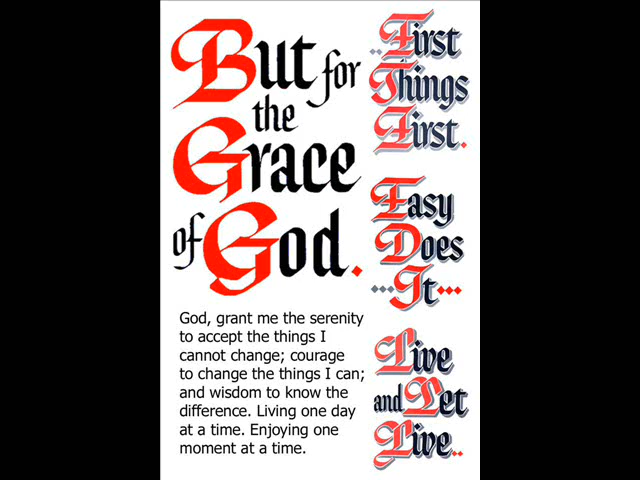 But for
the
Grace
of God.
God, grant me the serenity
to accept the things I
cannot change; courage
to change the things I can;
and wisdom to know the
difference. Living one day
at a time. Enjoying one
moment at a time.
First
Things
First.
Easy
Does
It
Live
and Let
Live..